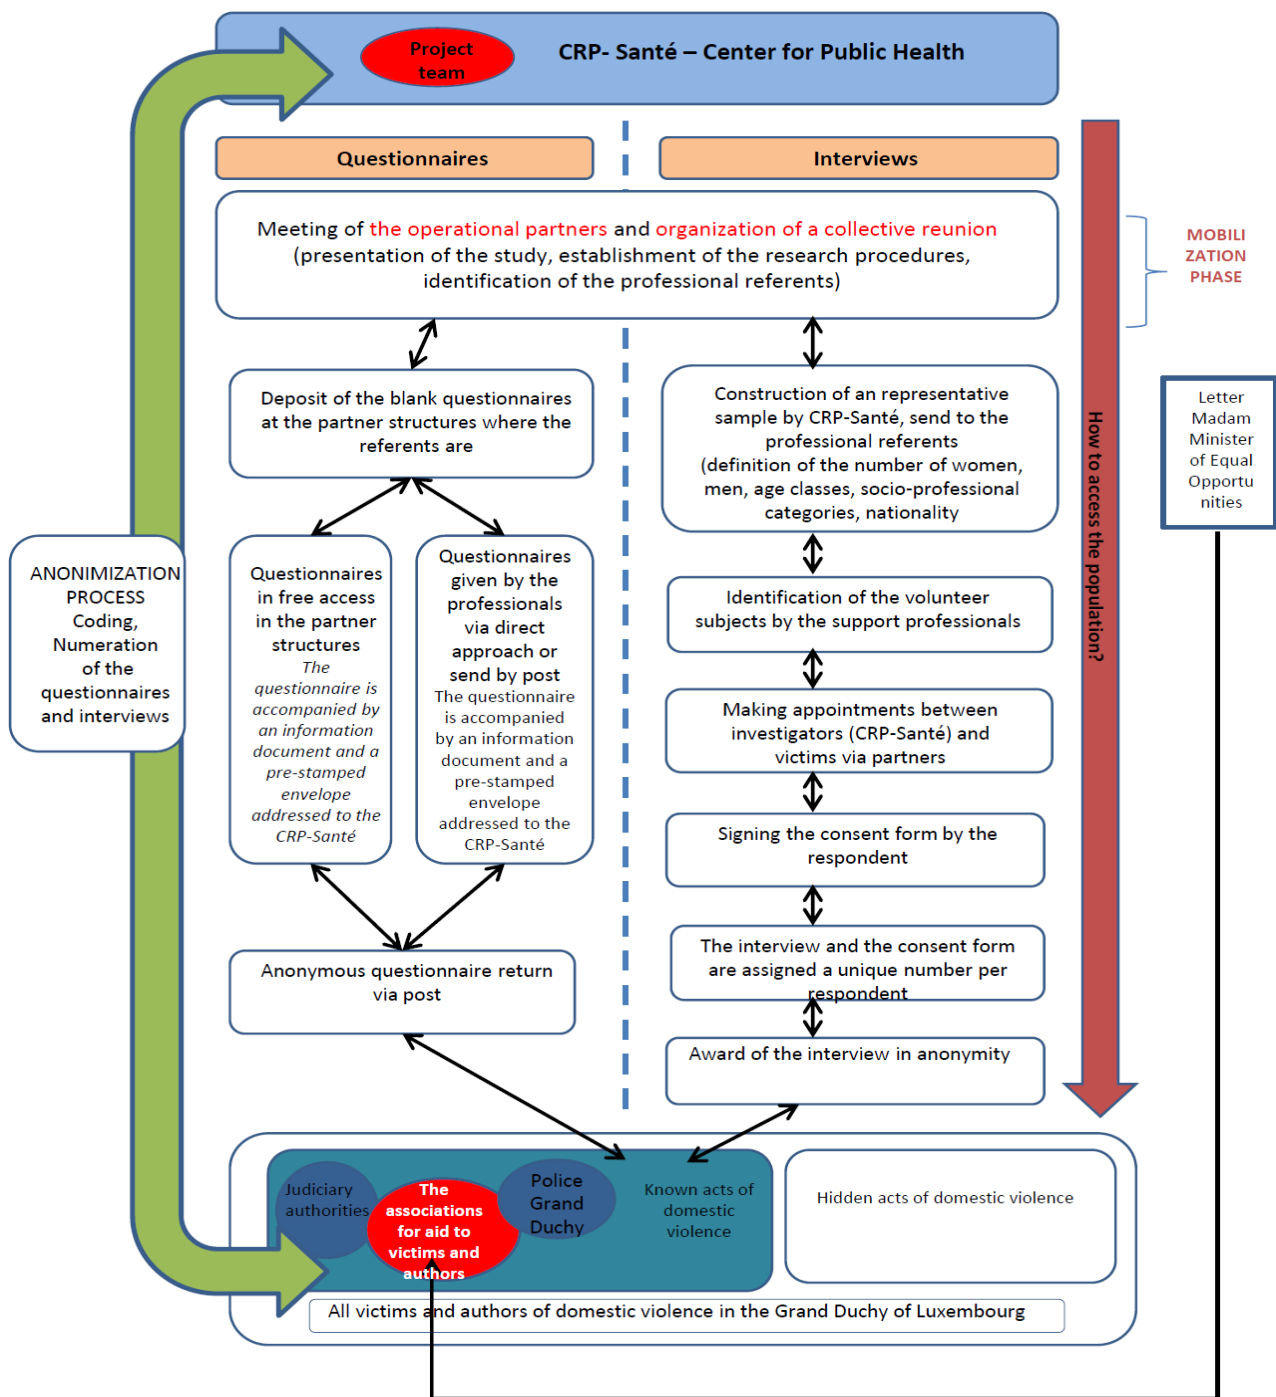 Project
team
CRP- Santé – Center for Public Health
Questionnaires
Interviews
Meeting of the operational partners and organization of a collective reunion
(presentation of the study, establishment of the research procedures,
identification of the professional referents)
MOBILI
ZATION
PHASE
How to access the population?
Letter
Madam
Minister
of Equal
Opportu
nities
Deposit of the blank questionnaires
at the partner structures where the
referents are
Construction of an representative
sample by CRP-Santé, send to the
professional referents
(definition of the number of women,
men, age classes, socio-professional
categories, nationality
ANONIMIZATION
PROCESS
Coding,
Numeration
of the
questionnaires
and interviews
Questionnaires
in free access
in the partner
structures
The
questionnaire is
accompanied by
an information
document and a
pre-stamped
envelope
addressed to the
CRP-Santé
Questionnaires
given by the
professionals
via direct
approach or
send by post
The questionnaire
is accompanied
by an information
document and a
pre-stamped
envelope
addressed to the
CRP-Santé
Identification of the volunteer
subjects by the support professionals
Making appointments between
investigators (CRP-Santé) and
victims via partners
Signing the consent form by the
respondent
The interview and the consent form
are assigned a unique number per
respondent
Anonymous questionnaire return
via post
Award of the interview in anonymity
Judiciary
authorities
The
associations
for aid to
victims and
authors
Police
Grand
Duchy
Known acts of
domestic
violence
Hidden acts of domestic violence
All victims and authors of domestic violence in the Grand Duchy of Luxembourg